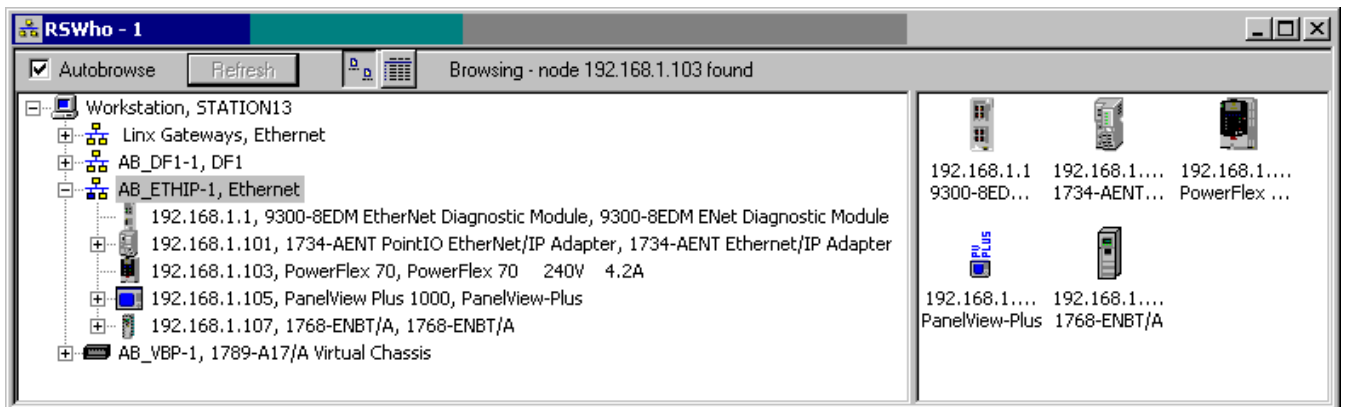 RSWho - 1
Autobrowse
Refresh
Browsing - node 192.168.1.103 found
Workstation, STATION13
Linx Gateways, Ethernet
AB_DF1-1, DF1
AB_ETHIP-1, Ethernet
192.168.1.1, 9300-8EDM EtherNet Diagnostic Module, 9300-8EDM ENet Diagnostic Module
192.168.1.101, 1734-AENT PointIO EtherNet/IP Adapter, 1734-AENT Ethernet/IP Adapter
192.168.1.103, PowerFlex 70, PowerFlex 70 240V 4.2A
192.168.1.105, PanelView Plus 1000, PanelView-Plus
192.168.1.107, 1768-ENBT/A, 1768-ENBT/A
AB_VBP-1, 1789-A17/A Virtual Chassis
192.168.1.1 192.168.1.... 192.168.1....
9300-8ED... 1734-AENT... PowerFlex ...
PV PLUS
192.168.1.... 192.168.1....
PanelView-Plus 1768-ENBT/A